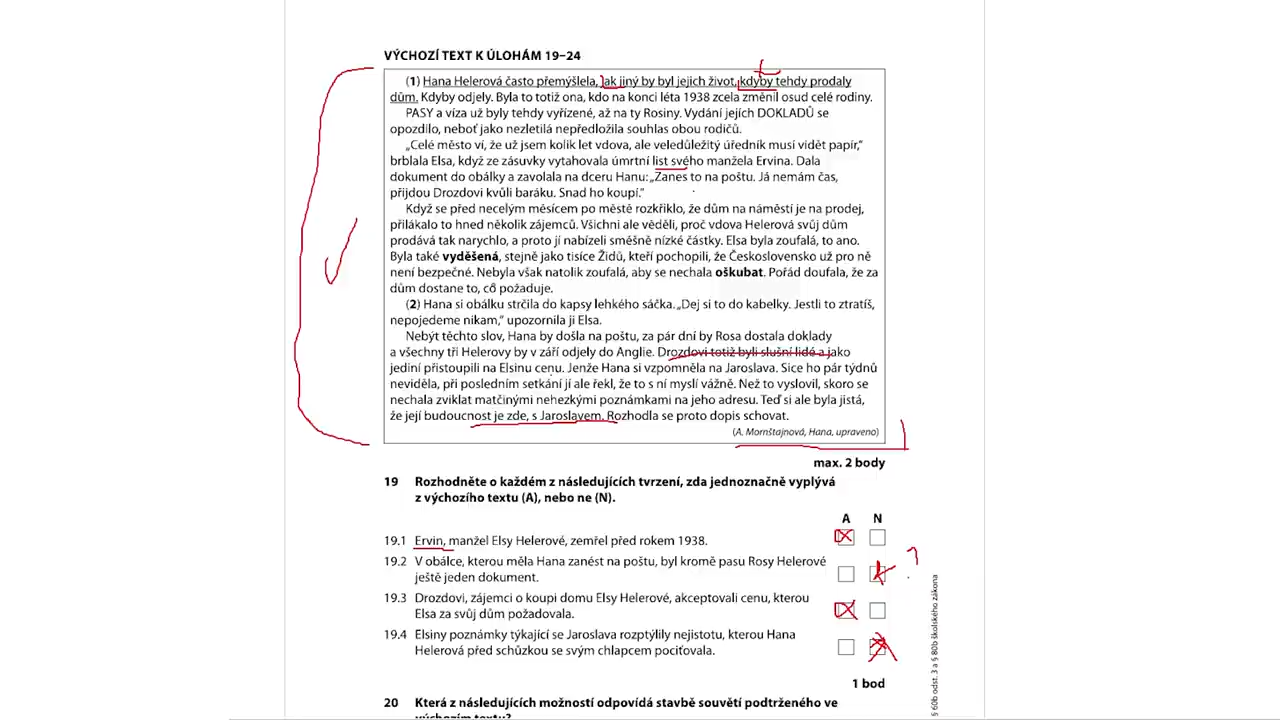 VÝCHOZÍ TEXT K ÚLOHÁM 19–24
(1) Hana Helerová často přemýšlela, jak jiný by byl jejich život, kdyby tehdy prodaly
dům. Kdyby odjely. Byla to totiž ona, kdo na konci léta 1938 zcela změnil osud celé rodiny.
PASY a víza už byly tehdy vyřízené, až na ty Rosiny. Vydání jejích DOKLADŮ se
opozdilo, neboť jako nezletilá nepředložila souhlas obou rodičů.
„Celé město ví, že už jsem kolik let vdova, ale veledůležitý úředník musí vidět papír,“
brblala Elsa, když ze zásuvky vytahovala úmrtní list svého manžela Ervina. Dala
dokument do obálky a zavolala na dceru Hanu: „Zanes to na poštu. Já nemám čas,
přijdou Drozdovi kvůli baráku. Snad ho koupí.“
Když se před necelým měsícem po městě rozkřiklo, že dům na náměstí je na prodej,
přilákalo to hned několik zájemců. Všichni ale věděli, proč vdova Helerová svůj dům
prodává tak narychlo, a proto jí nabízeli směšně nízké částky. Elsa byla zoufalá, to ano.
Byla také vyděšená, stejně jako tisíce Židů, kteří pochopili, že Československo už pro ně
není bezpečné. Nebyla však natolik zoufalá, aby se nechala oškubat. Pořád doufala, že za
dům dostane to, co požaduje.
(2) Hana si obálku strčila do kapsy lehkého sáčka. „Dej si to do kabelky. Jestli to ztratíš,
nepojedeme nikam,“ upozornila ji Elsa.
Nebýt těchto slov, Hana by došla na poštu, za pár dní by Rosa dostala doklady
a všechny tři Helerovy by v září odjely do Anglie. Drozdovi totiž byli slušní lidé a jako
jediní přistoupili na Elsinu cenu. Jenže Hana si vzpomněla na Jaroslava. Sice ho pár týdnů
neviděla, při posledním setkání jí ale řekl, že to s ní myslí vážně. Než to vyslovil, skoro se
nechala zviklat matčinými nehezkými poznámkami na jeho adresu. Teď si ale byla jistá,
že její budoucnost je zde, s Jaroslavem. Rozhodla se proto dopis schovat.
(A. Mornštajnová, Hana, upraveno)
max. 2 body
19 Rozhodněte o každém z následujících tvrzení, zda jednoznačně vyplývá
z výchozího textu (A), nebo ne (N).
A N
19.1 Ervin, manžel Elsy Helerové, zemřel před rokem 1938.
19.2 V obálce, kterou měla Hana zanést na poštu, byl kromě pasu Rosy Helerové
ještě jeden dokument.
19.3 Drozdovi, zájemci o koupi domu Elsy Helerové, akceptovali cenu, kterou
Elsa za svůj dům požadovala.
19.4 Elsiny poznámky týkající se Jaroslava rozptýlily nejistotu, kterou Hana
Helerová před schůzkou se svým chlapcem pociťovala.
§ 60b odst. 3 a § 80b školského zákona
1 bod
20 Která z následujících možností odpovídá stavbě souvětí podtrženého ve
výchozím textu?